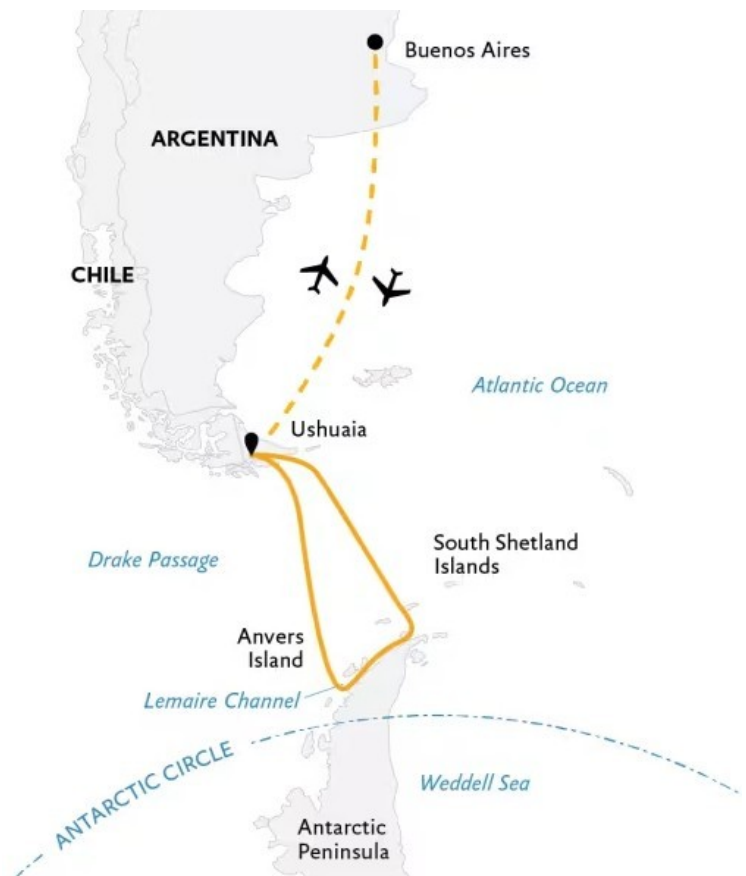 Buenos Aires
ARGENTINA
CHILE
Atlantic Ocean
Ushuaia
South Shetland
Islands
Drake Passage
Anvers
Island
Lemaire Channel
ANTARCTIC CIRCLE
Weddell Sea
Antarctic
Peninsula